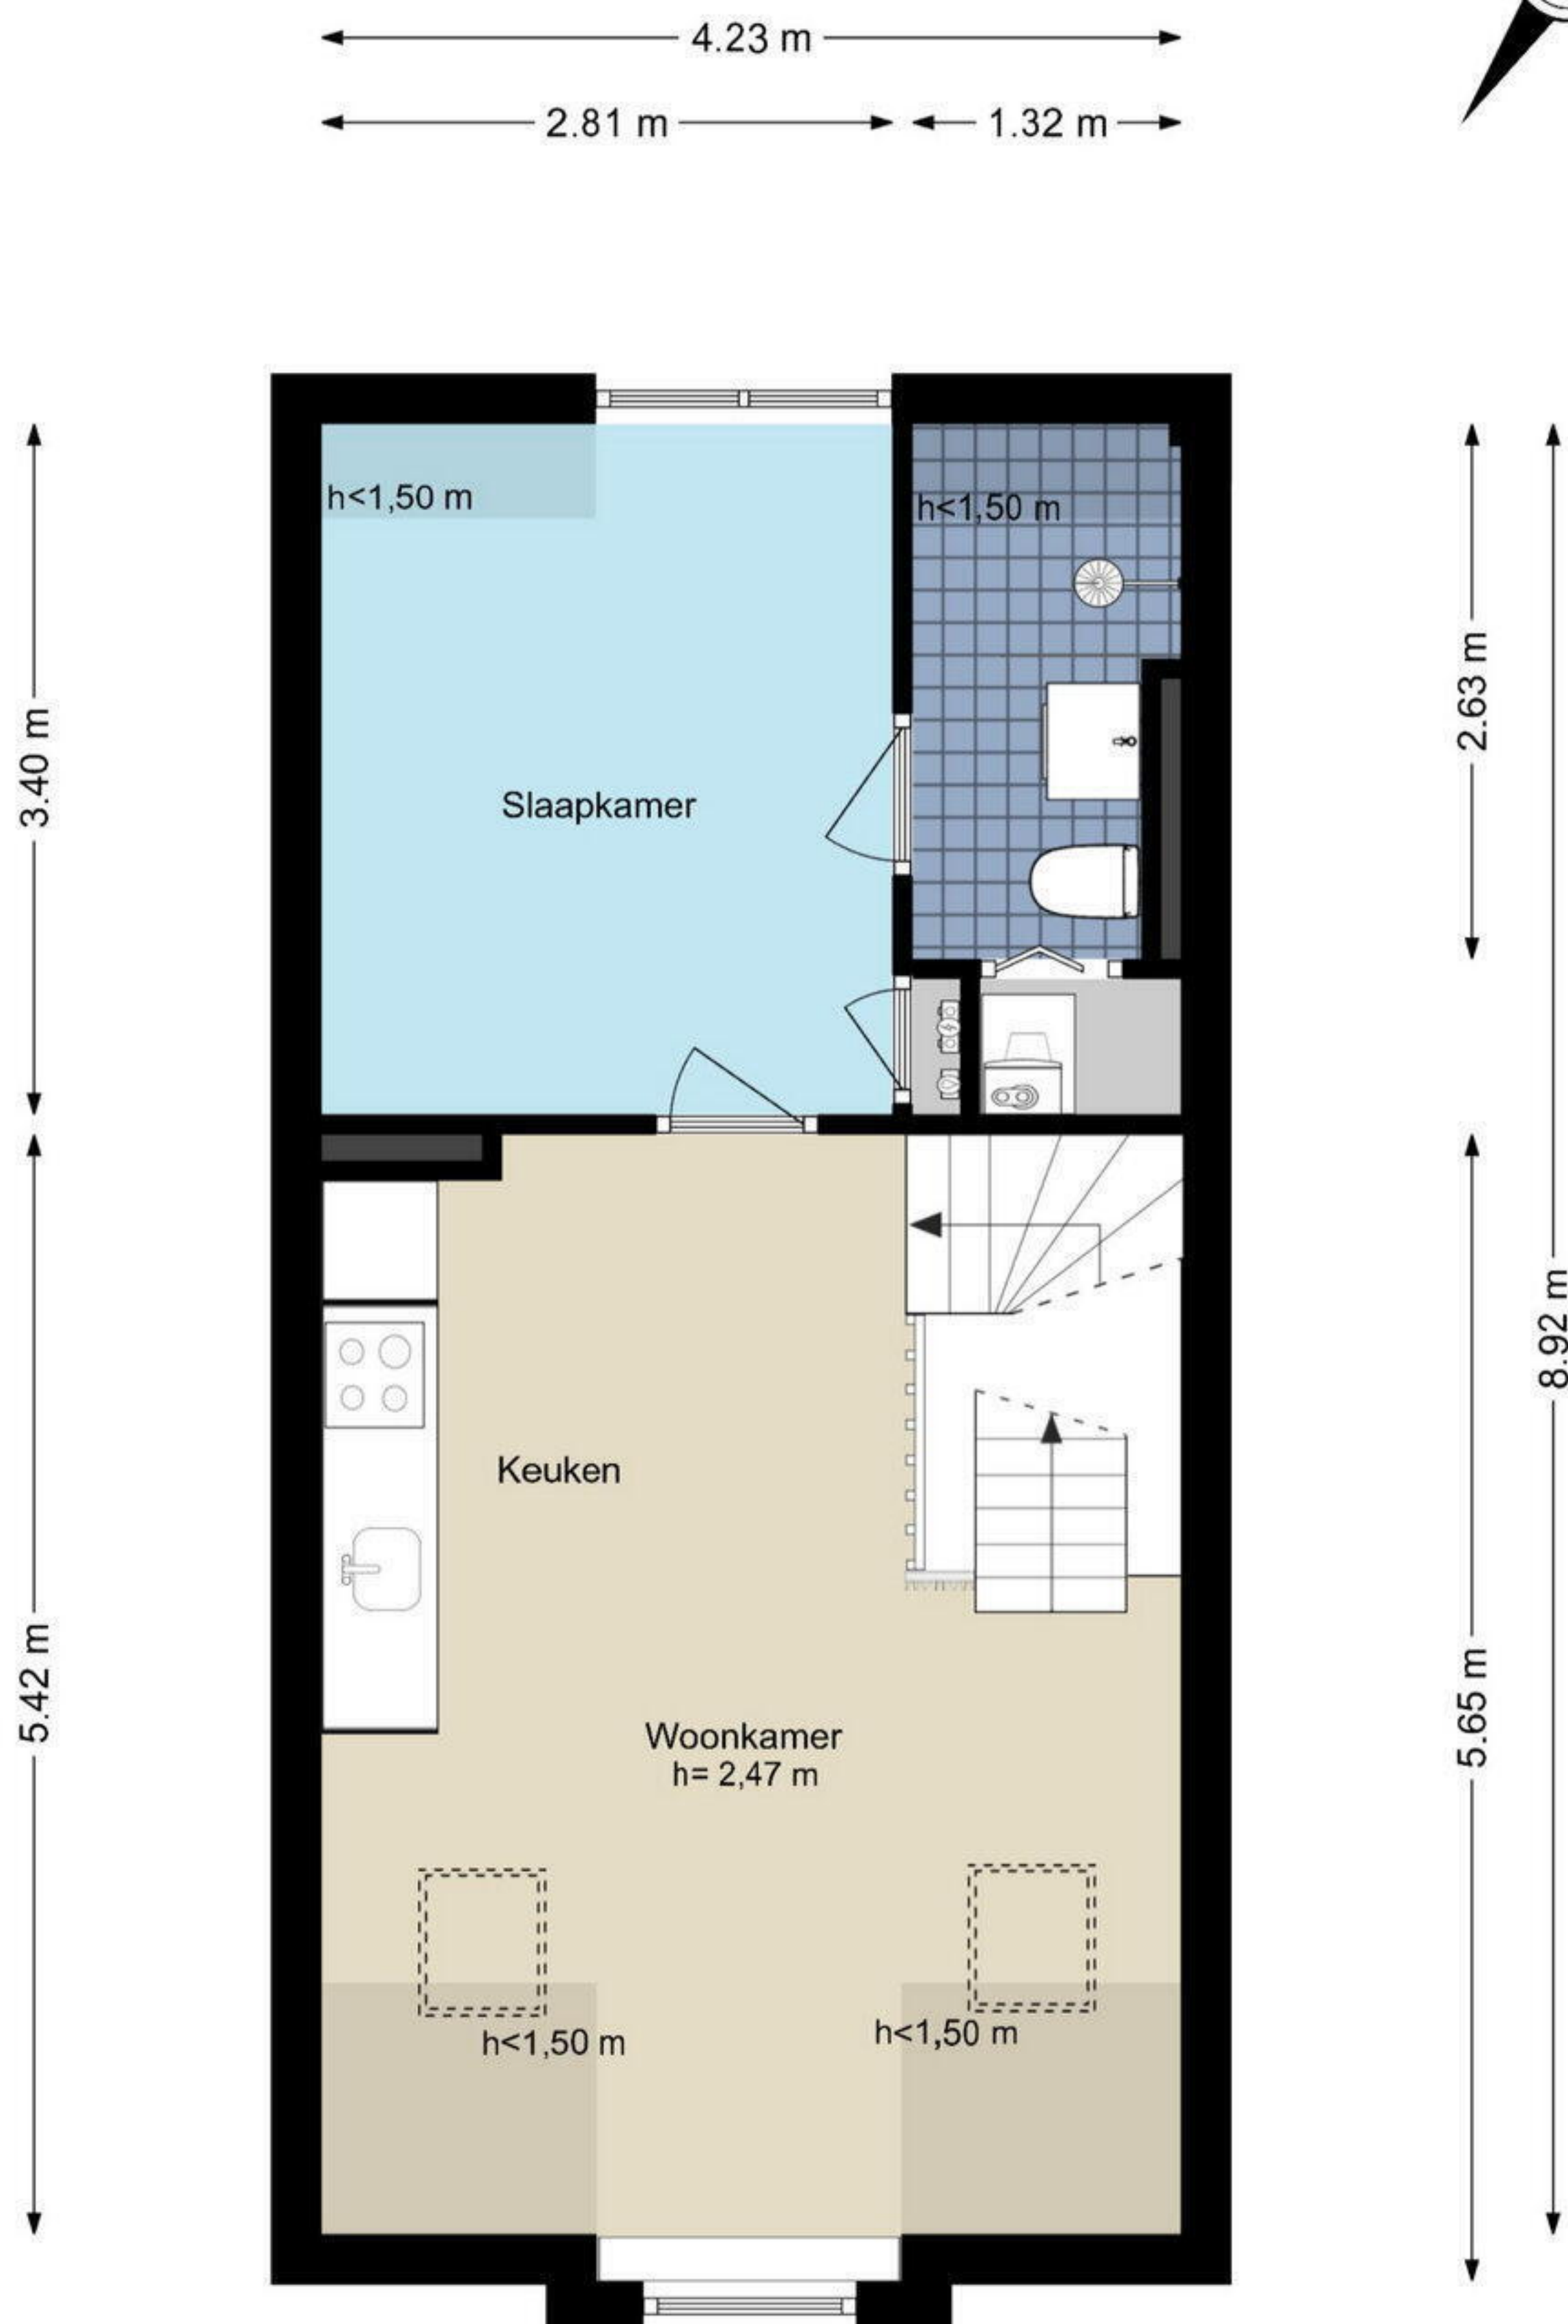 4.23 m
2.81 m
1.32 m
h<1,50 m
h<1,50 m
2.63 m
3.40 m
Slaapkamer
8.92 m
Keuken
5.42 m
5.65 m
Woonkamer
h= 2,47 m
h<1,50 m
h<1,50 m